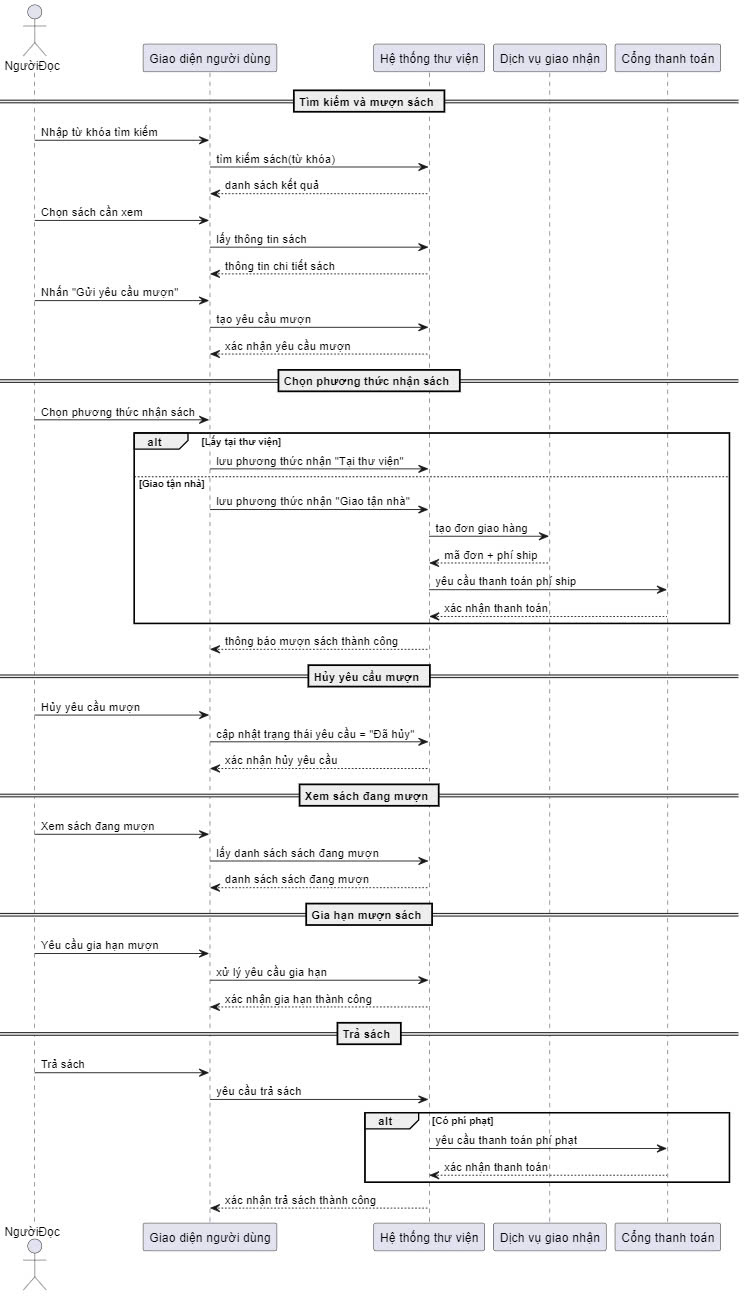 NgườiĐọc
Giao diện người dùng
Hệ thống thư viện
Dịch vụ giao nhận
Cổng thanh toán
Tìm kiếm và mượn sách
Nhập từ khóa tìm kiếm
tìm kiếm sách(từ khóa)
danh sách kết quả
Chọn sách cần xem
lấy thông tin sách
thông tin chi tiết sách
Nhấn "Gửi yêu cầu mượn"
tạo yêu cầu mượn
xác nhận yêu cầu mượn
Chọn phương thức nhận sách
Chọn phương thức nhận sách
alt
[Lấy tại thư viện]
lưu phương thức nhận "Tại thư viện"
[Giao tận nhà]
lưu phương thức nhận "Giao tận nhà"
tạo đơn giao hàng
mã đơn + phí ship
yêu cầu thanh toán phí ship
xác nhận thanh toán
thông báo mượn sách thành công
Hủy yêu cầu mượn
Hủy yêu cầu mượn
cập nhật trạng thái yêu cầu = "Đã hủy"
xác nhận hủy yêu cầu
Xem sách đang mượn
Xem sách đang mượn
lấy danh sách sách đang mượn
danh sách sách đang mượn
Gia hạn mượn sách
Yêu cầu gia hạn mượn
xử lý yêu cầu gia hạn
xác nhận gia hạn thành công
Trả sách
Trả sách
yêu cầu trả sách
alt
[Có phí phạt]
yêu cầu thanh toán phí phạt
xác nhận thanh toán
xác nhận trả sách thành công
NgườiĐọc
Giao diện người dùng
Hệ thống thư viện
Dịch vụ giao nhận
Cổng thanh toán